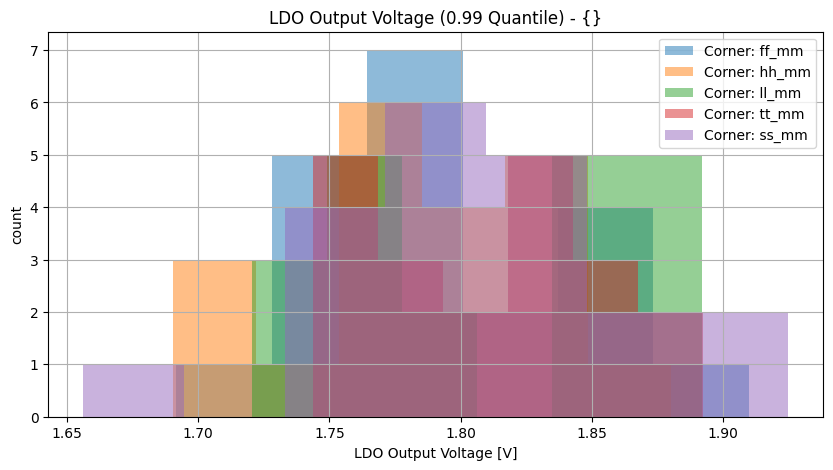 LDO Output Voltage (0.99 Quantile) - {}
7
6
5
4
3
2
1
0
count
Corner: ff_mm
Corner: hh_mm
Corner: ll_mm
Corner: tt_mm
Corner: ss_mm
1.65 1.70 1.75 1.80 1.85 1.90
LDO Output Voltage [V]